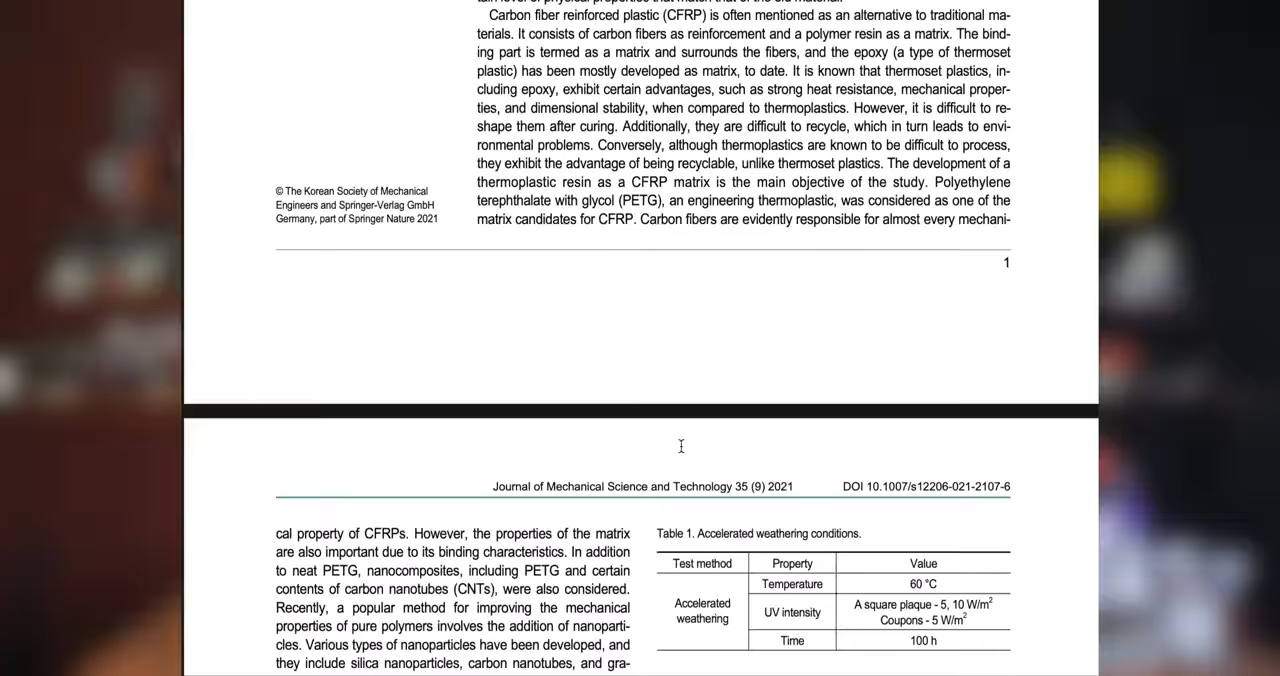 Carbon fiber reinforced plastic (CFRP) is often mentioned as an alternative to traditional ma-
terials. It consists of carbon fibers as reinforcement and a polymer resin as a matrix. The bind-
ing part is termed as a matrix and surrounds the fibers, and the epoxy (a type of thermoset
plastic) has been mostly developed as matrix, to date. It is known that thermoset plastics, in-
cluding epoxy, exhibit certain advantages, such as strong heat resistance, mechanical proper-
ties, and dimensional stability, when compared to thermoplastics. However, it is difficult to re-
shape them after curing. Additionally, they are difficult to recycle, which in turn leads to envi-
ronmental problems. Conversely, although thermoplastics are known to be difficult to process,
they exhibit the advantage of being recyclable, unlike thermoset plastics. The development of a
thermoplastic resin as a CFRP matrix is the main objective of the study. Polyethylene
terephthalate with glycol (PETG), an engineering thermoplastic, was considered as one of the
matrix candidates for CFRP. Carbon fibers are evidently responsible for almost every mechani-
© The Korean Society of Mechanical
Engineers and Springer-Verlag GmbH
Germany, part of Springer Nature 2021
1
Journal of Mechanical Science and Technology 35 (9) 2021 DOI 10.1007/s12206-021-2107-6
cal property of CFRPs. However, the properties of the matrix
are also important due to its binding characteristics. In addition
to neat PETG, nanocomposites, including PETG and certain
contents of carbon nanotubes (CNTs), were also considered.
Recently, a popular method for improving the mechanical
properties of pure polymers involves the addition of nanoparti-
cles. Various types of nanoparticles have been developed, and
they include silica nanoparticles, carbon nanotubes, and gra-
Table 1. Accelerated weathering conditions.
Test method Property Value
Accelerated
weathering
Temperature 60 °C
UV intensity
A square plaque - 5, 10 W/m²
Coupons - 5 W/m²
Time 100 h